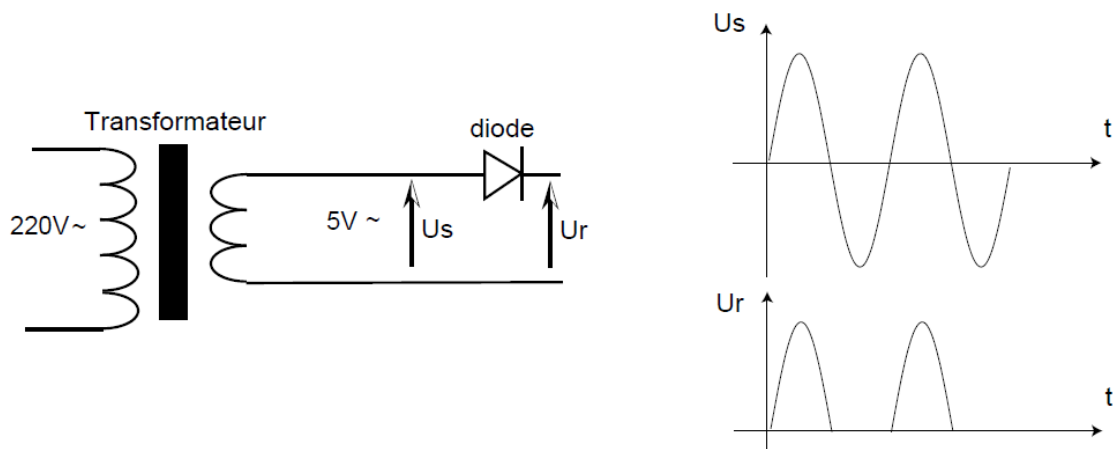 Transformateur
220V~
5V ~
Us
diode
Ur
Us
t
Ur
t